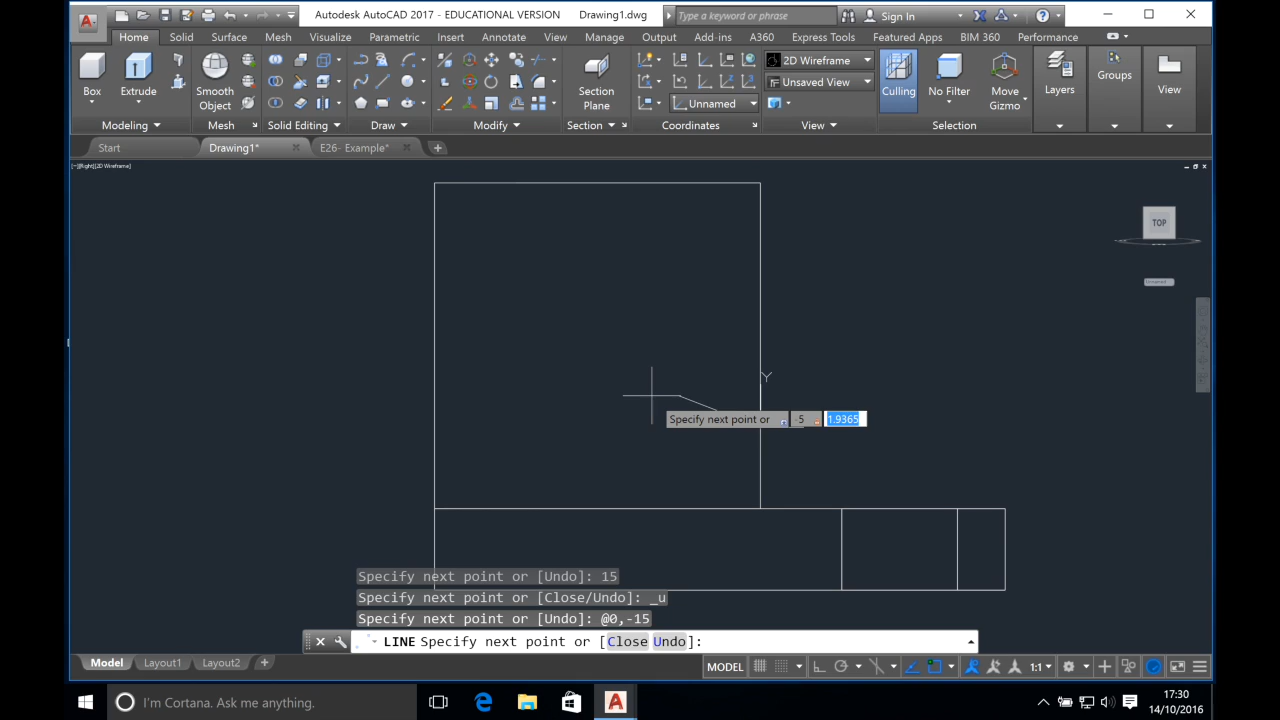 Autodesk AutoCAD 2017 - EDUCATIONAL VERSION Drawing1.dwg
Type a keyword or phrase
Sign In
Home Solid Surface Mesh Visualize Parametric Insert Annotate View Manage Output Add-ins A360 Express Tools Featured Apps BIM 360 Performance
Box
Extrude
Smooth Object
Section Plane
Unnamed
2D Wireframe
Unsaved View
Culling
No Filter
Move Gizmo
Layers
Groups
View
Modeling
Mesh
Solid Editing
Draw
Modify
Section
Coordinates
View
Selection
Start
Drawing1*
E26- Example*
[−][Right][2D Wireframe]
TOP
Unnamed
Y
Specify next point or -5 1.9365
Specify next point or [Undo]: 15
Specify next point or [Close/Undo]: _u
Specify next point or [Undo]: @0,-15
LINE Specify next point or [Close Undo]:
Model Layout1 Layout2
MODEL
1:1
I'm Cortana. Ask me anything.
17:30
14/10/2016